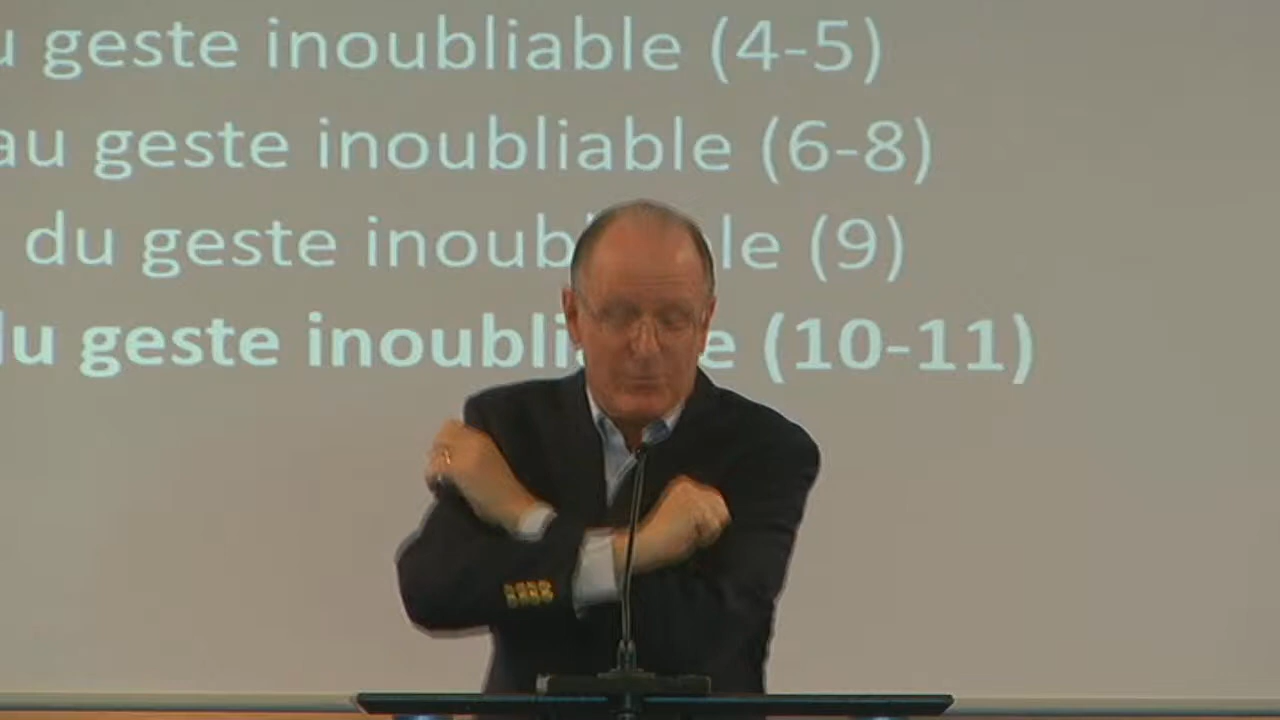 geste inoubliable (4-5)
au geste inoubliable (6-8)
du geste inoub le (9)
du geste inoubli e (10-11)